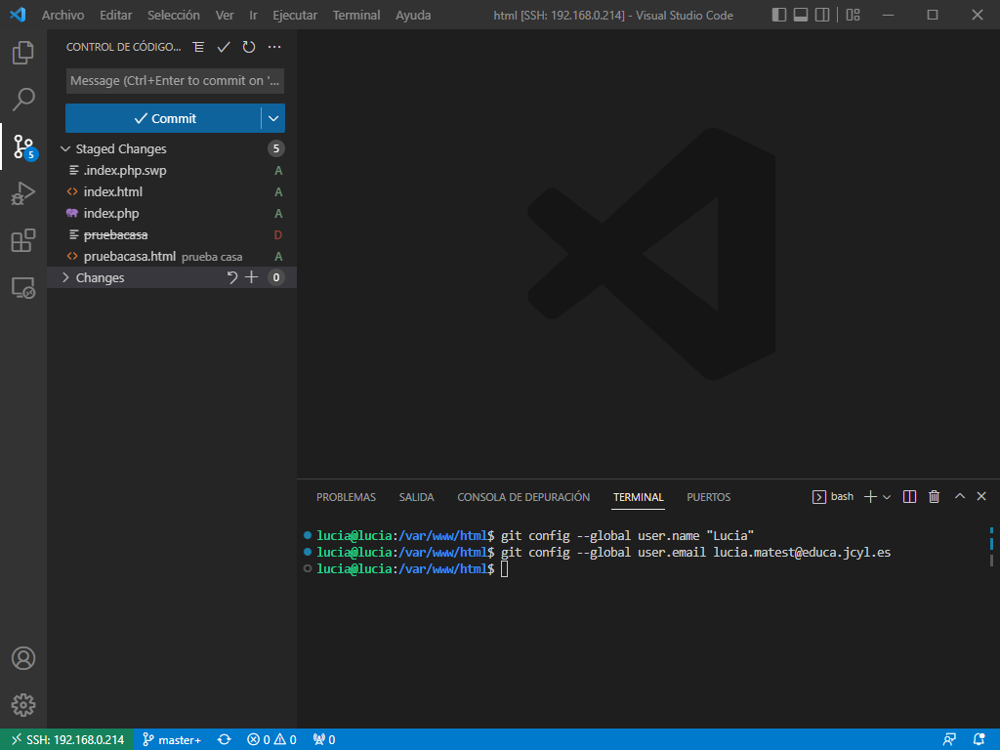 Archivo Editar Selección Ver Ir Ejecutar Terminal Ayuda html [SSH: 192.168.0.214] - Visual Studio Code
CONTROL DE CÓDIGO...
Message (Ctrl+Enter to commit on '...
Commit
Staged Changes 5
.index.php.swp A
index.html A
index.php A
pruebacasa D
pruebacasa.html prueba casa A
Changes 0
5
PROBLEMAS SALIDA CONSOLA DE DEPURACIÓN TERMINAL PUERTOS bash
lucia@lucia:/var/www/html$ git config --global user.name "Lucia"
lucia@lucia:/var/www/html$ git config --global user.email lucia.matest@educa.jcyl.es
lucia@lucia:/var/www/html$
SSH: 192.168.0.214 master+ 0 0 0